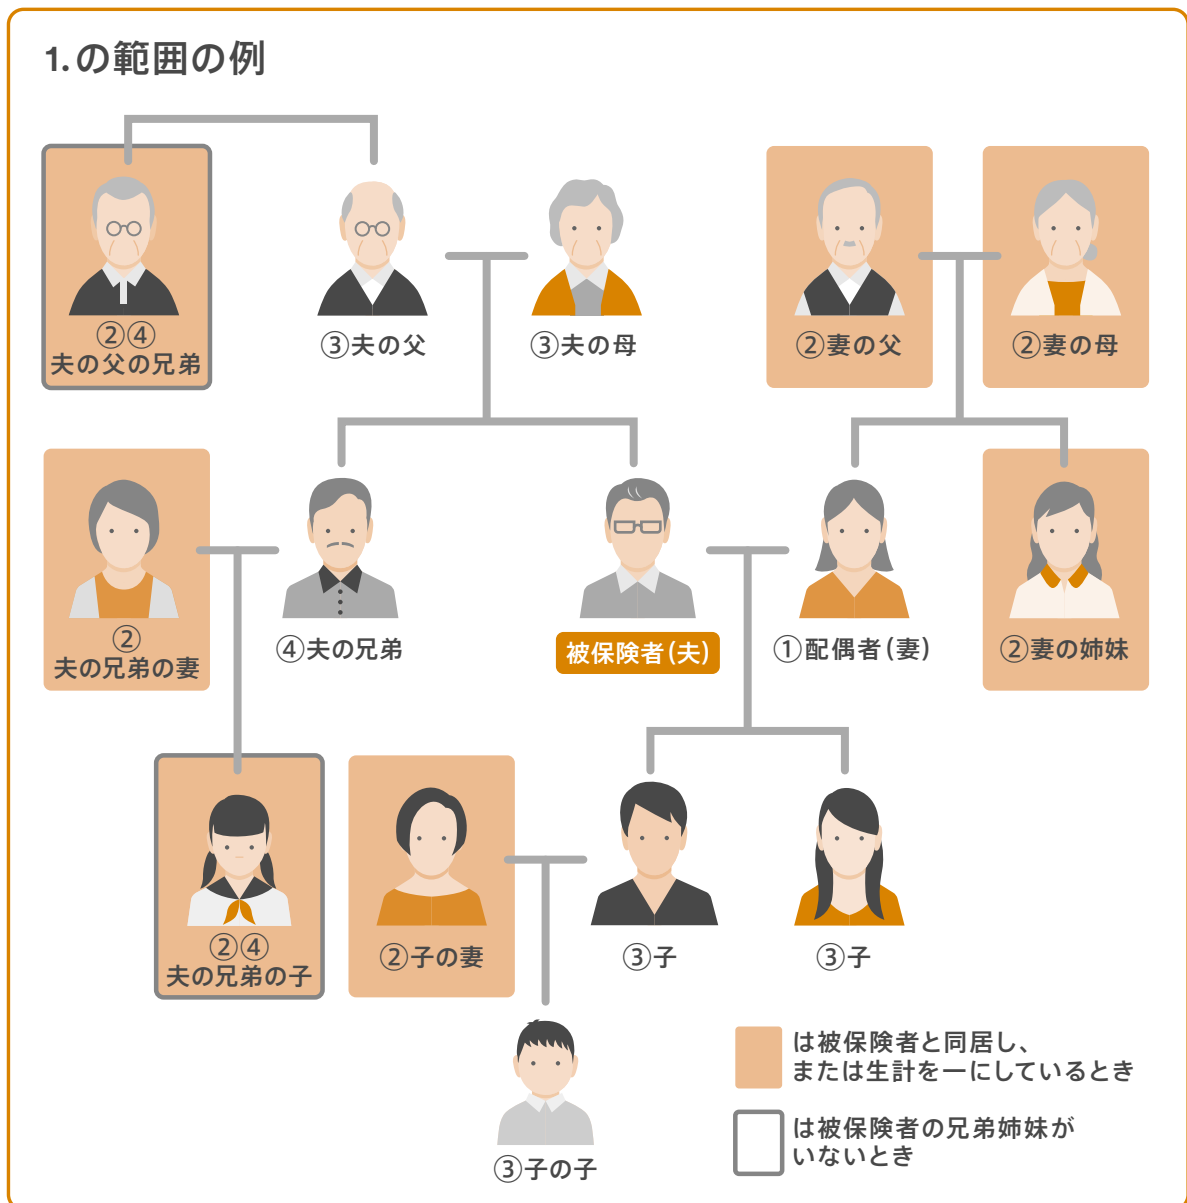 1.の範囲の例
②④
夫の父の兄弟
③夫の父
③夫の母
②妻の父
②妻の母
②
夫の兄弟の妻
④夫の兄弟
被保険者(夫)
①配偶者(妻)
②妻の姉妹
②④
夫の兄弟の子
②子の妻
③子
③子
③子の子
は被保険者と同居し、
または生計を一にしているとき
は被保険者の兄弟姉妹が
いないとき